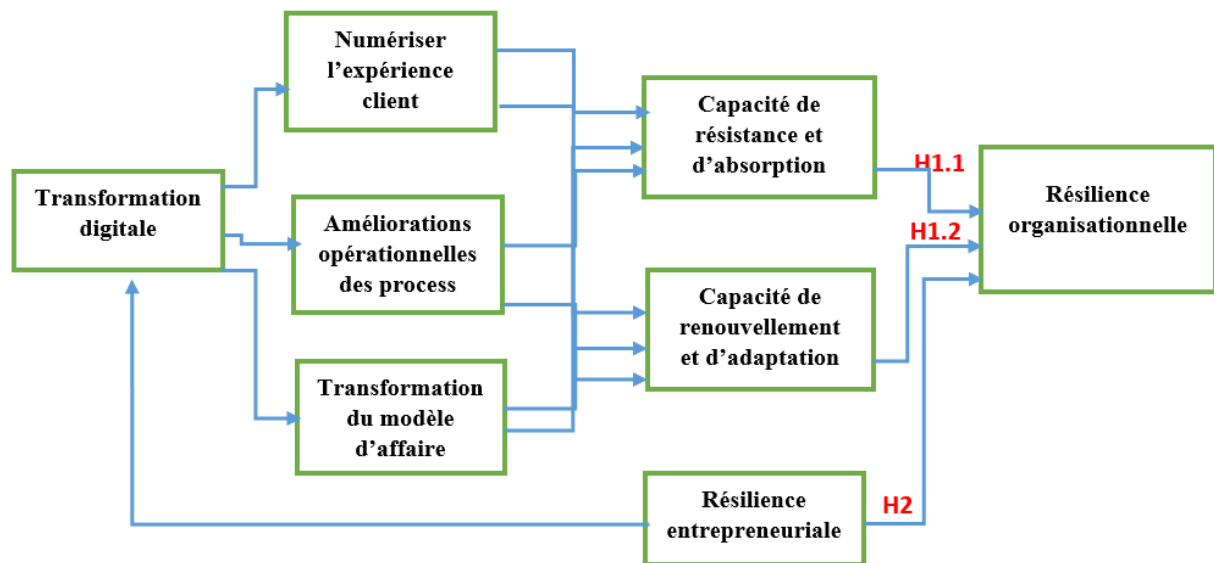 Numériser
l’expérience
client
Capacité de
résistance et
d’absorption
H1.1
Résilience
organisationnelle
Transformation
digitale
Améliorations
opérationnelles
des process
H1.2
Capacité de
renouvellement
et d’adaptation
Transformation
du modèle
d’affaire
Résilience
entrepreneuriale
H2